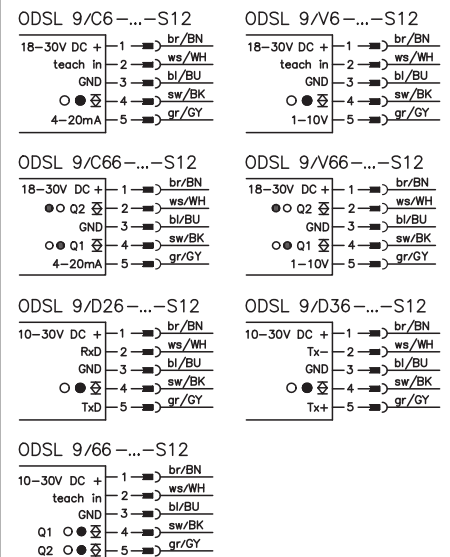 ODSL 9/C6-...-S12
18-30V DC + 1 br/BN
teach in 2 ws/WH
GND 3 bl/BU
4 sw/BK
4-20mA 5 gr/GY
ODSL 9/V6-...-S12
18-30V DC + 1 br/BN
teach in 2 ws/WH
GND 3 bl/BU
4 sw/BK
1-10V 5 gr/GY
ODSL 9/C66-...-S12
18-30V DC + 1 br/BN
Q2 2 ws/WH
GND 3 bl/BU
Q1 4 sw/BK
4-20mA 5 gr/GY
ODSL 9/V66-...-S12
18-30V DC + 1 br/BN
Q2 2 ws/WH
GND 3 bl/BU
Q1 4 sw/BK
1-10V 5 gr/GY
ODSL 9/D26-...-S12
10-30V DC + 1 br/BN
RxD 2 ws/WH
GND 3 bl/BU
4 sw/BK
TxD 5 gr/GY
ODSL 9/D36-...-S12
10-30V DC + 1 br/BN
Tx- 2 ws/WH
GND 3 bl/BU
4 sw/BK
Tx+ 5 gr/GY
ODSL 9/66-...-S12
10-30V DC + 1 br/BN
teach in 2 ws/WH
GND 3 bl/BU
Q1 4 sw/BK
Q2 5 gr/GY